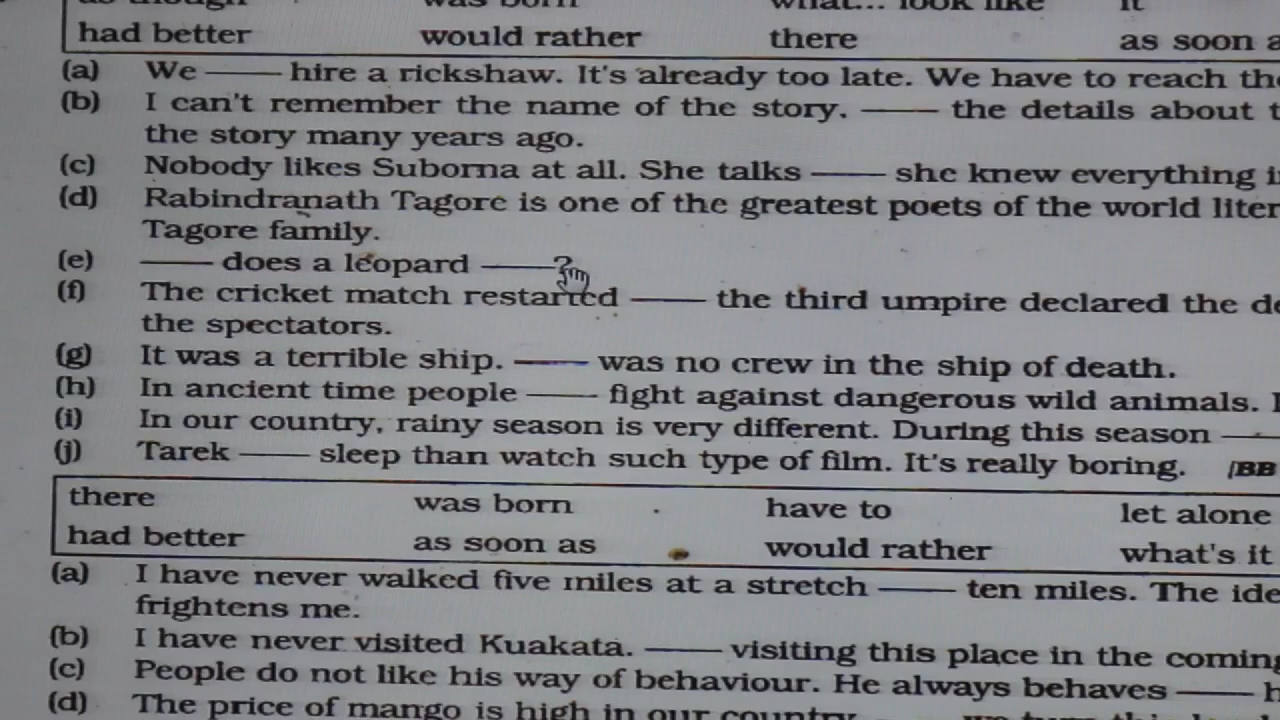 as though was born what... look like it
had better would rather there as soon a
(a) We —— hire a rickshaw. It's already too late. We have to reach th
(b) I can't remember the name of the story. —— the details about t
the story many years ago.
(c) Nobody likes Suborna at all. She talks —— she knew everything i
(d) Rabindranath Tagore is one of the greatest poets of the world liter
Tagore family.
(e) —— does a leopard ——?
(f) The cricket match restarted —— the third umpire declared the de
the spectators.
(g) It was a terrible ship. —— was no crew in the ship of death.
(h) In ancient time people —— fight against dangerous wild animals.
(i) In our country, rainy season is very different. During this season ——
(j) Tarek —— sleep than watch such type of film. It's really boring. [BB
there was born have to let alone
had better as soon as would rather what's it
(a) I have never walked five miles at a stretch —— ten miles. The ide
frightens me.
(b) I have never visited Kuakata. —— visiting this place in the coming
(c) People do not like his way of behaviour. He always behaves —— h
(d) The price of mango is high in our country